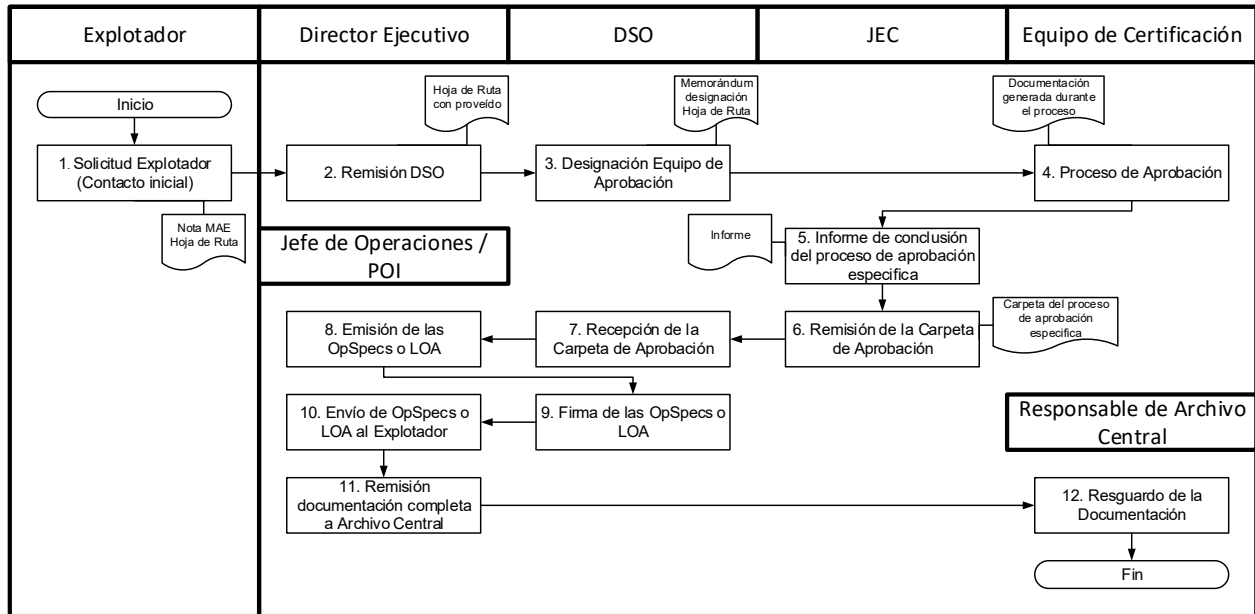 Explotador
Director Ejecutivo
DSO
JEC
Equipo de Certificación
Inicio
Hoja de Ruta
con proveído
Memorándum
designación
Hoja de Ruta
Documentación
generada durante
el proceso
1. Solicitud Explotador
(Contacto inicial)
2. Remisión DSO
3. Designación Equipo de
Aprobación
4. Proceso de Aprobación
Nota MAE
Hoja de Ruta
Jefe de Operaciones /
POI
Informe
5. Informe de conclusión
del proceso de aprobación
especifica
8. Emisión de las
OpSpecs o LOA
7. Recepción de la
Carpeta de Aprobación
6. Remisión de la Carpeta
de Aprobación
Carpeta del proceso
de aprobación
especifica
10. Envío de OpSpecs o
LOA al Explotador
9. Firma de las OpSpecs o
LOA
Responsable de Archivo
Central
11. Remisión
documentación completa
a Archivo Central
12. Resguardo de la
Documentación
Fin